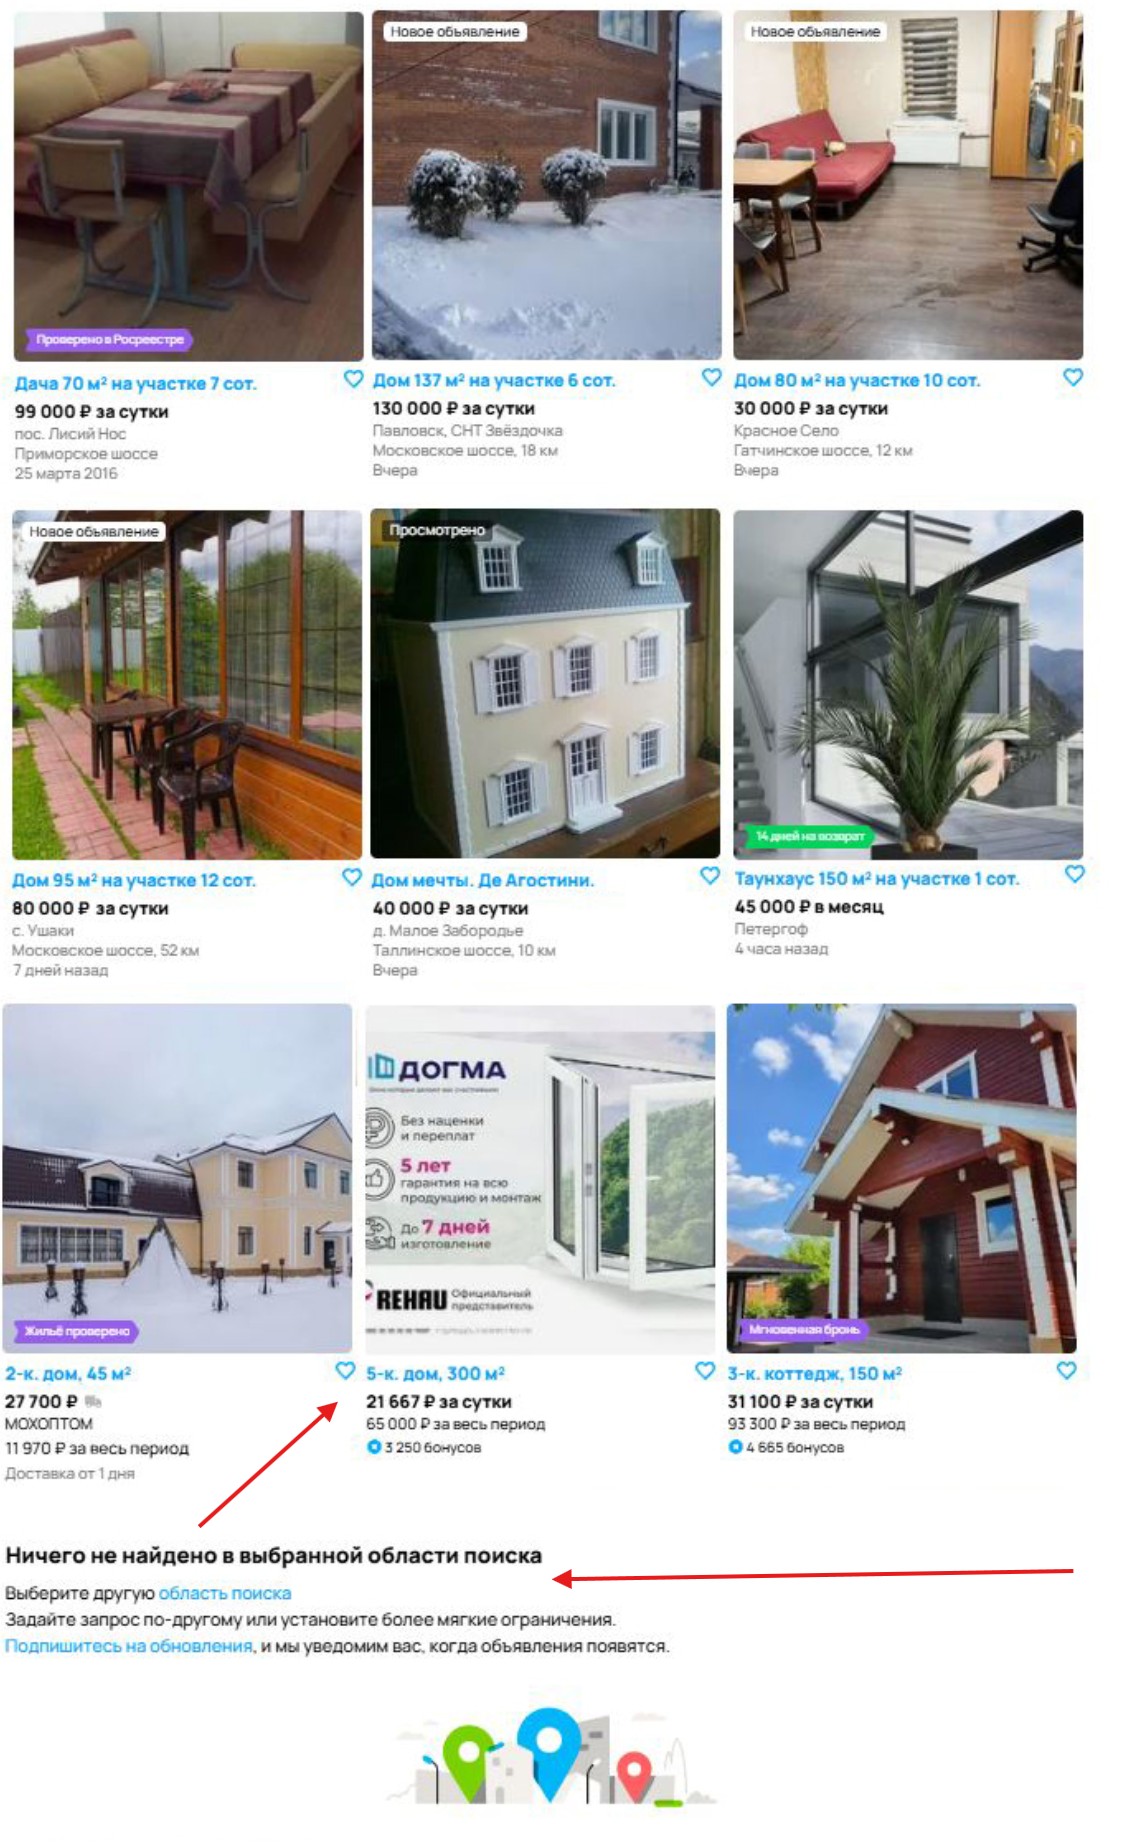 Проверено в Росреестре
Дача 70 м² на участке 7 сот.
99 000 ₽ за сутки
пос. Лисий Нос
Приморское шоссе
25 марта 2016
Новое объявление
Дом 137 м² на участке 6 сот.
130 000 ₽ за сутки
Павловск, СНТ Звёздочка
Московское шоссе, 18 км
Вчера
Новое объявление
Дом 80 м² на участке 10 сот.
30 000 ₽ за сутки
Красное Село
Гатчинское шоссе, 12 км
Вчера
Новое объявление
Дом 95 м² на участке 12 сот.
80 000 ₽ за сутки
с. Ушаки
Московское шоссе, 52 км
7 дней назад
Просмотрено
Дом мечты. Де Агостини.
40 000 ₽ за сутки
д. Малое Забородье
Таллинское шоссе, 10 км
Вчера
14 дней на возврат
Таунхаус 150 м² на участке 1 сот.
45 000 ₽ в месяц
Петергоф
4 часа назад
Жильё проверено
2-к. дом, 45 м²
27 700 ₽
МОХОПТОМ
11 970 ₽ за весь период
Доставка от 1 дня
ДОГМА
Без наценки
и переплат
5 лет
гарантия на всю
продукцию и монтаж
До 7 дней
изготовление
REHAU Официальный
представитель
5-к. дом, 300 м²
21 667 ₽ за сутки
65 000 ₽ за весь период
3 250 бонусов
Мгновенная бронь
3-к. коттедж, 150 м²
31 100 ₽ за сутки
93 300 ₽ за весь период
4 665 бонусов
Ничего не найдено в выбранной области поиска
Выберите другую область поиска
Задайте запрос по-другому или установите более мягкие ограничения.
Подпишитесь на обновления, и мы уведомим вас, когда объявления появятся.